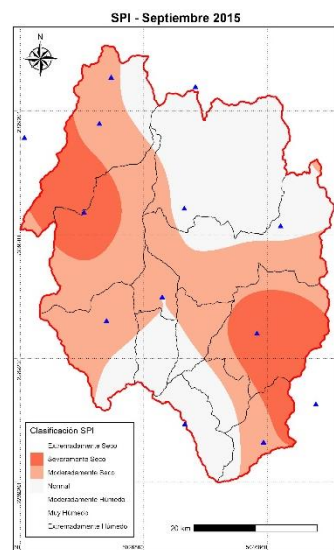 SPI - Septiembre 2015
N
Clasificación SPI
Extremadamente Seco
Severamente Seco
Moderadamente Seco
Normal
Moderadamente Húmedo
Muy Húmedo
Extremadamente Húmedo
20 km